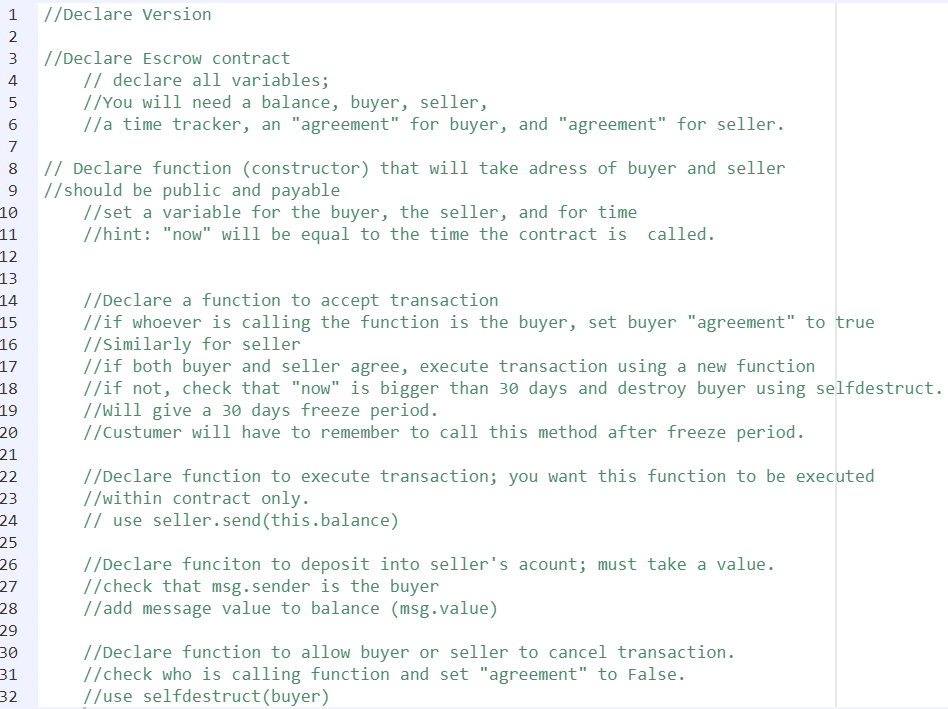 1 //Declare Version
2
3 //Declare Escrow contract
4 // declare all variables;
5 //You will need a balance, buyer, seller,
6 //a time tracker, an "agreement" for buyer, and "agreement" for seller.
7
8 // Declare function (constructor) that will take adress of buyer and seller
9 //should be public and payable
10 //set a variable for the buyer, the seller, and for time
11 //hint: "now" will be equal to the time the contract is  called.
12
13
14 //Declare a function to accept transaction
15 //if whoever is calling the function is the buyer, set buyer "agreement" to true
16 //Similarly for seller
17 //if both buyer and seller agree, execute transaction using a new function
18 //if not, check that "now" is bigger than 30 days and destroy buyer using selfdestruct.
19 //Will give a 30 days freeze period.
20 //Custumer will have to remember to call this method after freeze period.
21
22 //Declare function to execute transaction; you want this function to be executed
23 //within contract only.
24 // use seller.send(this.balance)
25
26 //Declare funciton to deposit into seller's acount; must take a value.
27 //check that msg.sender is the buyer
28 //add message value to balance (msg.value)
29
30 //Declare function to allow buyer or seller to cancel transaction.
31 //check who is calling function and set "agreement" to False.
32 //use selfdestruct(buyer)